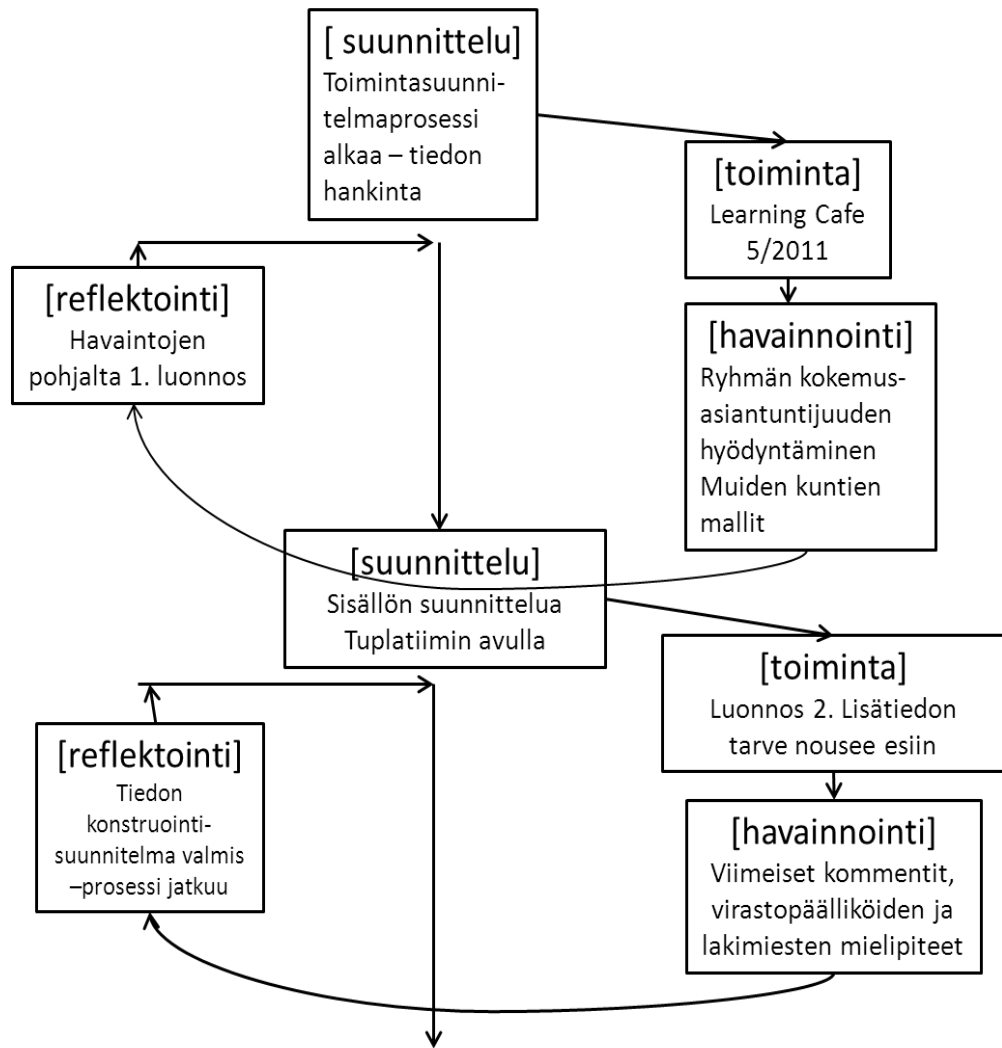 [ suunnittelu]
Toimintasuunni-
telmaprosessi
alkaa – tiedon
hankinta
[toiminta]
Learning Cafe
5/2011
[havainnointi]
Ryhmän kokemus-
asiantuntijuuden
hyödyntäminen
Muiden kuntien
mallit
[reflektointi]
Havaintojen
pohjalta 1. luonnos
[suunnittelu]
Sisällön suunnittelua
Tuplatiimin avulla
[toiminta]
Luonnos 2. Lisätiedon
tarve nousee esiin
[havainnointi]
Viimeiset kommentit,
virastopäälliköiden ja
lakimiesten mielipiteet
[reflektointi]
Tiedon
konstruointi-
suunnitelma valmis
–prosessi jatkuu